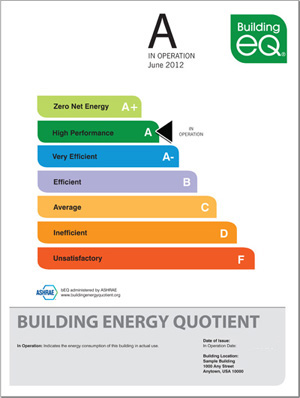 A
IN OPERATION
June 2012
Building
eQ®
Zero Net Energy A+
High Performance A
IN
OPERATION
Very Efficient A-
Efficient B
Average C
Inefficient D
Unsatisfactory F
ASHRAE
bEQ administered by ASHRAE
www.buildingenergyquotient.org
BUILDING ENERGY QUOTIENT
In Operation: Indicates the energy consumption of this building in actual use.
Date of Issue:
In Operation Date:
Building Location:
Sample Building
1000 Any Street
Anytown, USA 10000